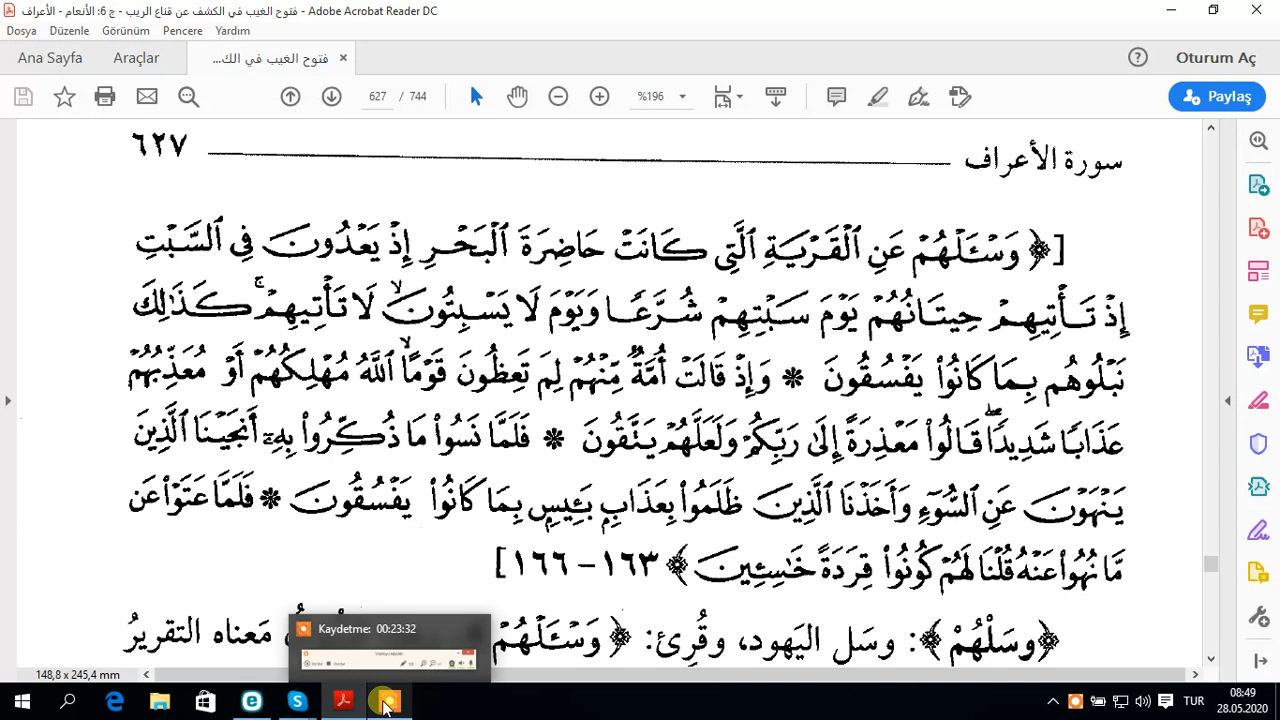 فتوح الغيب في الكشف عن قناع الريب - ج 6: الأنعام - الأعراف - Adobe Acrobat Reader DC
Dosya Düzenle Görünüm Pencere Yardım
Ana Sayfa Araçlar فتوح الغيب في الك... × Oturum Aç
627 / 744 %196 Paylaş
سورة الأعراف ٦٢٧
[﴿وَسْـَٔلْهُمْ عَنِ ٱلْقَرْيَةِ ٱلَّتِى كَانَتْ حَاضِرَةَ ٱلْبَحْرِ إِذْ يَعْدُونَ فِى ٱلسَّبْتِ
إِذْ تَأْتِيهِمْ حِيتَانُهُمْ يَوْمَ سَبْتِهِمْ شُرَّعًا وَيَوْمَ لَا يَسْبِتُونَ ۙ لَا تَأْتِيهِمْ ۚ كَذَٰلِكَ
نَبْلُوهُم بِمَا كَانُوا۟ يَفْسُقُونَ * وَإِذْ قَالَتْ أُمَّةٌ مِّنْهُمْ لِمَ تَعِظُونَ قَوْمًا ۙ ٱللَّهُ مُهْلِكُهُمْ أَوْ مُعَذِّبُهُمْ
عَذَابًا شَدِيدًا ۖ قَالُوا۟ مَعْذِرَةً إِلَىٰ رَبِّكُمْ وَلَعَلَّهُمْ يَتَّقُونَ * فَلَمَّا نَسُوا۟ مَا ذُكِّرُوا۟ بِهِۦٓ أَنجَيْنَا ٱلَّذِينَ
يَنْهَوْنَ عَنِ ٱلسُّوٓءِ وَأَخَذْنَا ٱلَّذِينَ ظَلَمُوا۟ بِعَذَابٍۭ بَـِٔيسٍۭ بِمَا كَانُوا۟ يَفْسُقُونَ * فَلَمَّا عَتَوْا۟ عَن
مَّا نُهُوا۟ عَنْهُ قُلْنَا لَهُمْ كُونُوا۟ قِرَدَةً خَـٰسِـِٔينَ﴾ ١٦٣ - ١٦٦]
﴿وسَلْهُمْ﴾: وسَل اليَهود، وقُرِئ: ﴿وَسْـَٔلْهُمْ مَعناه التقريرُ
Kaydetme: 00:23:32
148,8 x 245,4 mm
TUR 08:49
28.05.2020